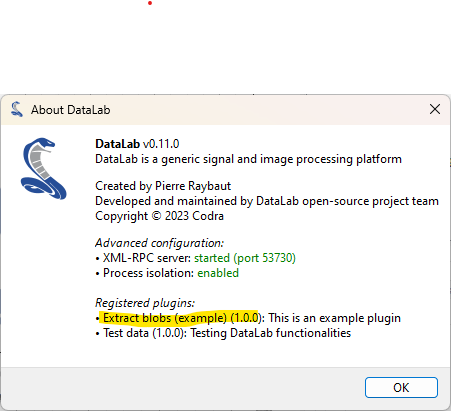 About DataLab
DataLab v0.11.0
DataLab is a generic signal and image processing platform
Created by Pierre Raybaut
Developed and maintained by DataLab open-source project team
Copyright © 2023 Codra
Advanced configuration:
• XML-RPC server: started (port 53730)
• Process isolation: enabled
Registered plugins:
• Extract blobs (example) (1.0.0): This is an example plugin
• Test data (1.0.0): Testing DataLab functionalities
OK